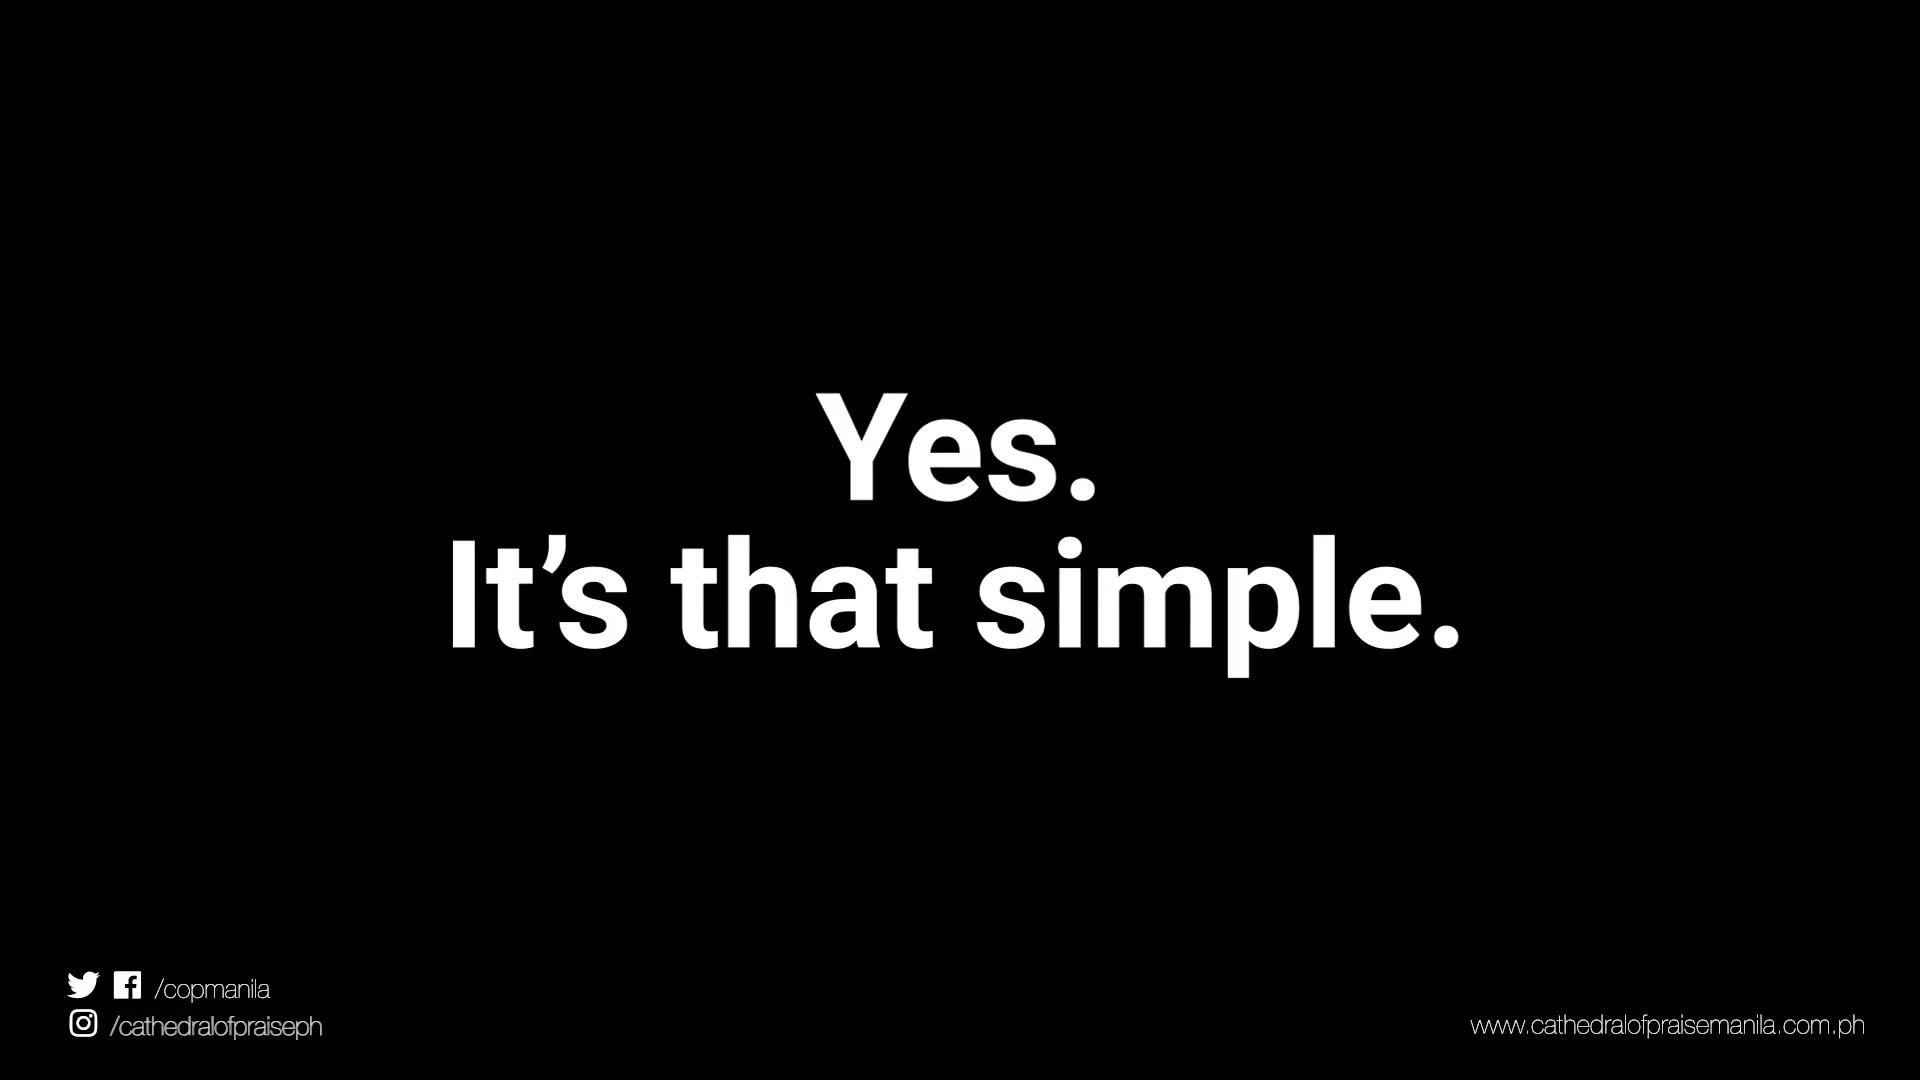 Yes.
It’s that simple.
/copmanila
/cathedralofpraiseph
www.cathedralofpraisemanila.com.ph